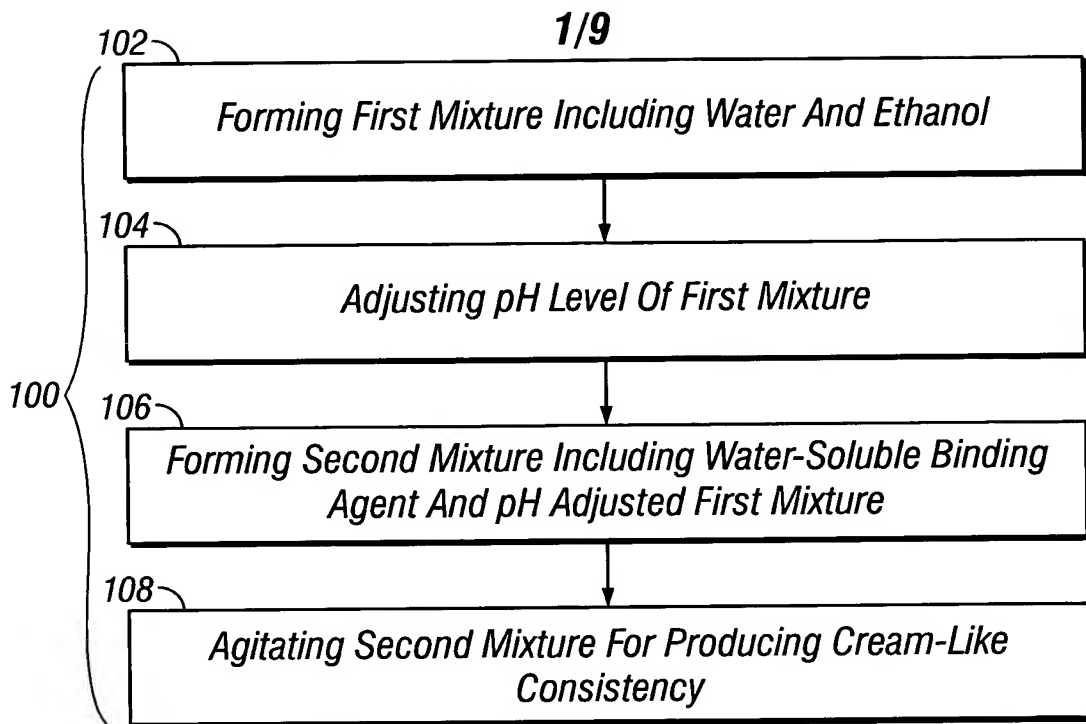 1/9
102
Forming First Mixture Including Water And Ethanol
104
Adjusting pH Level Of First Mixture
100
106
Forming Second Mixture Including Water-Soluble Binding
Agent And pH Adjusted First Mixture
108
Agitating Second Mixture For Producing Cream-Like
Consistency